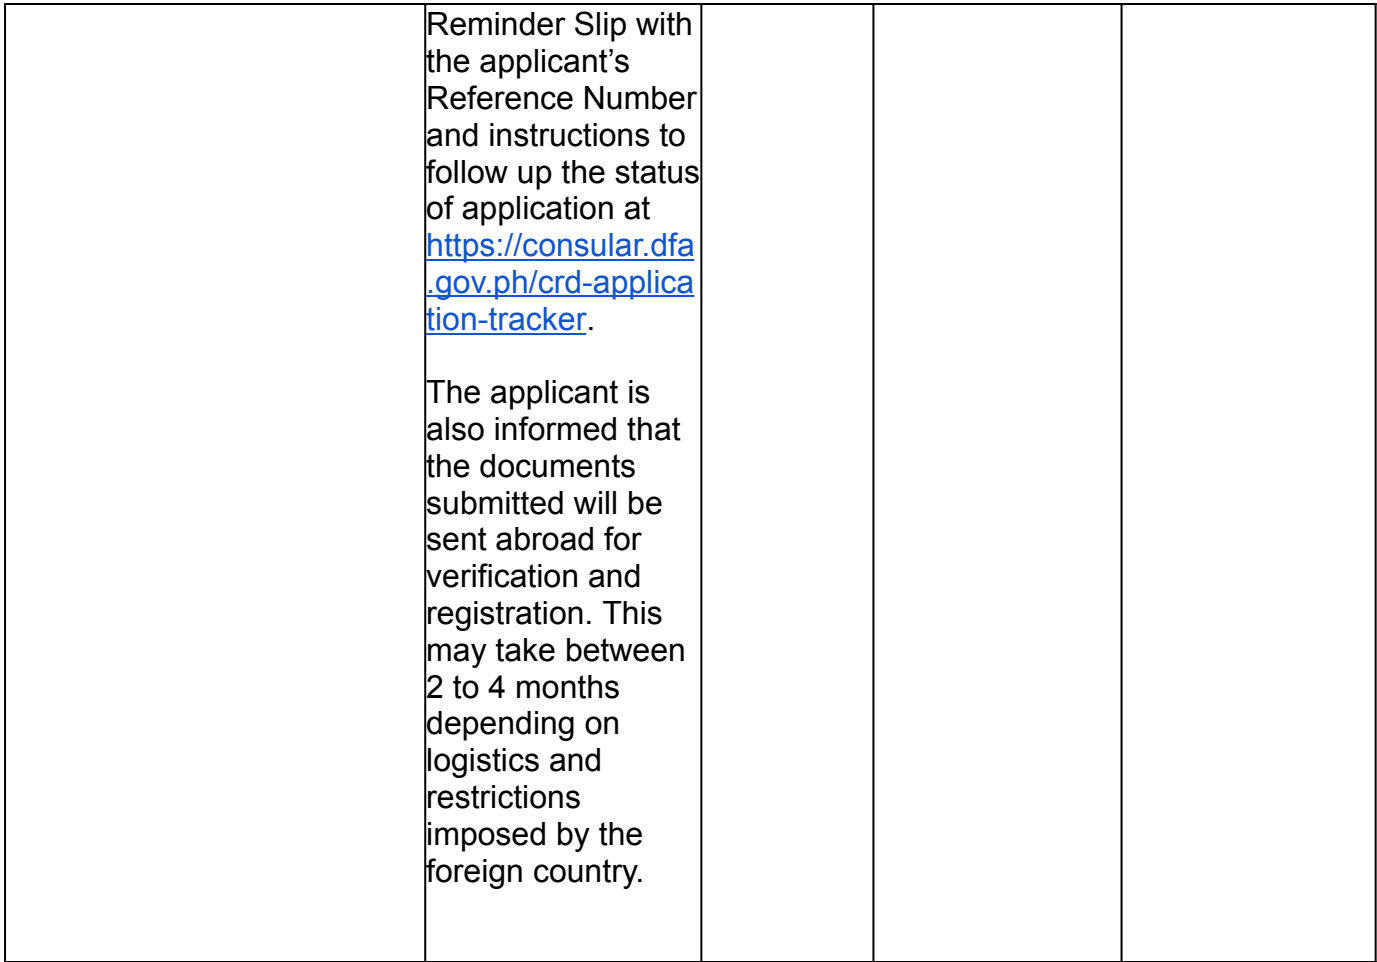 Reminder Slip with
the applicant’s
Reference Number
and instructions to
follow up the status
of application at
https://consular.dfa
.gov.ph/crd-applica
tion-tracker.
The applicant is
also informed that
the documents
submitted will be
sent abroad for
verification and
registration. This
may take between
2 to 4 months
depending on
logistics and
restrictions
imposed by the
foreign country.